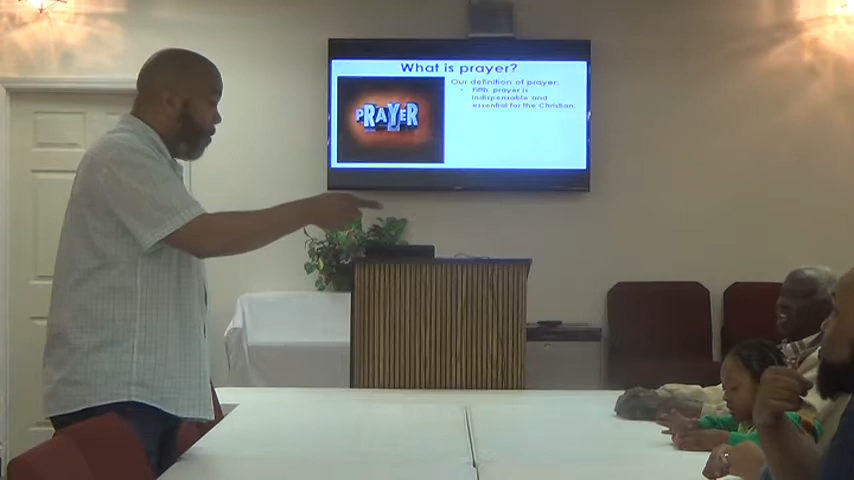 What is prayer?
Our definition of prayer:
• Fifth, prayer is
indispensable and
essential for the Christian.
PRAYER